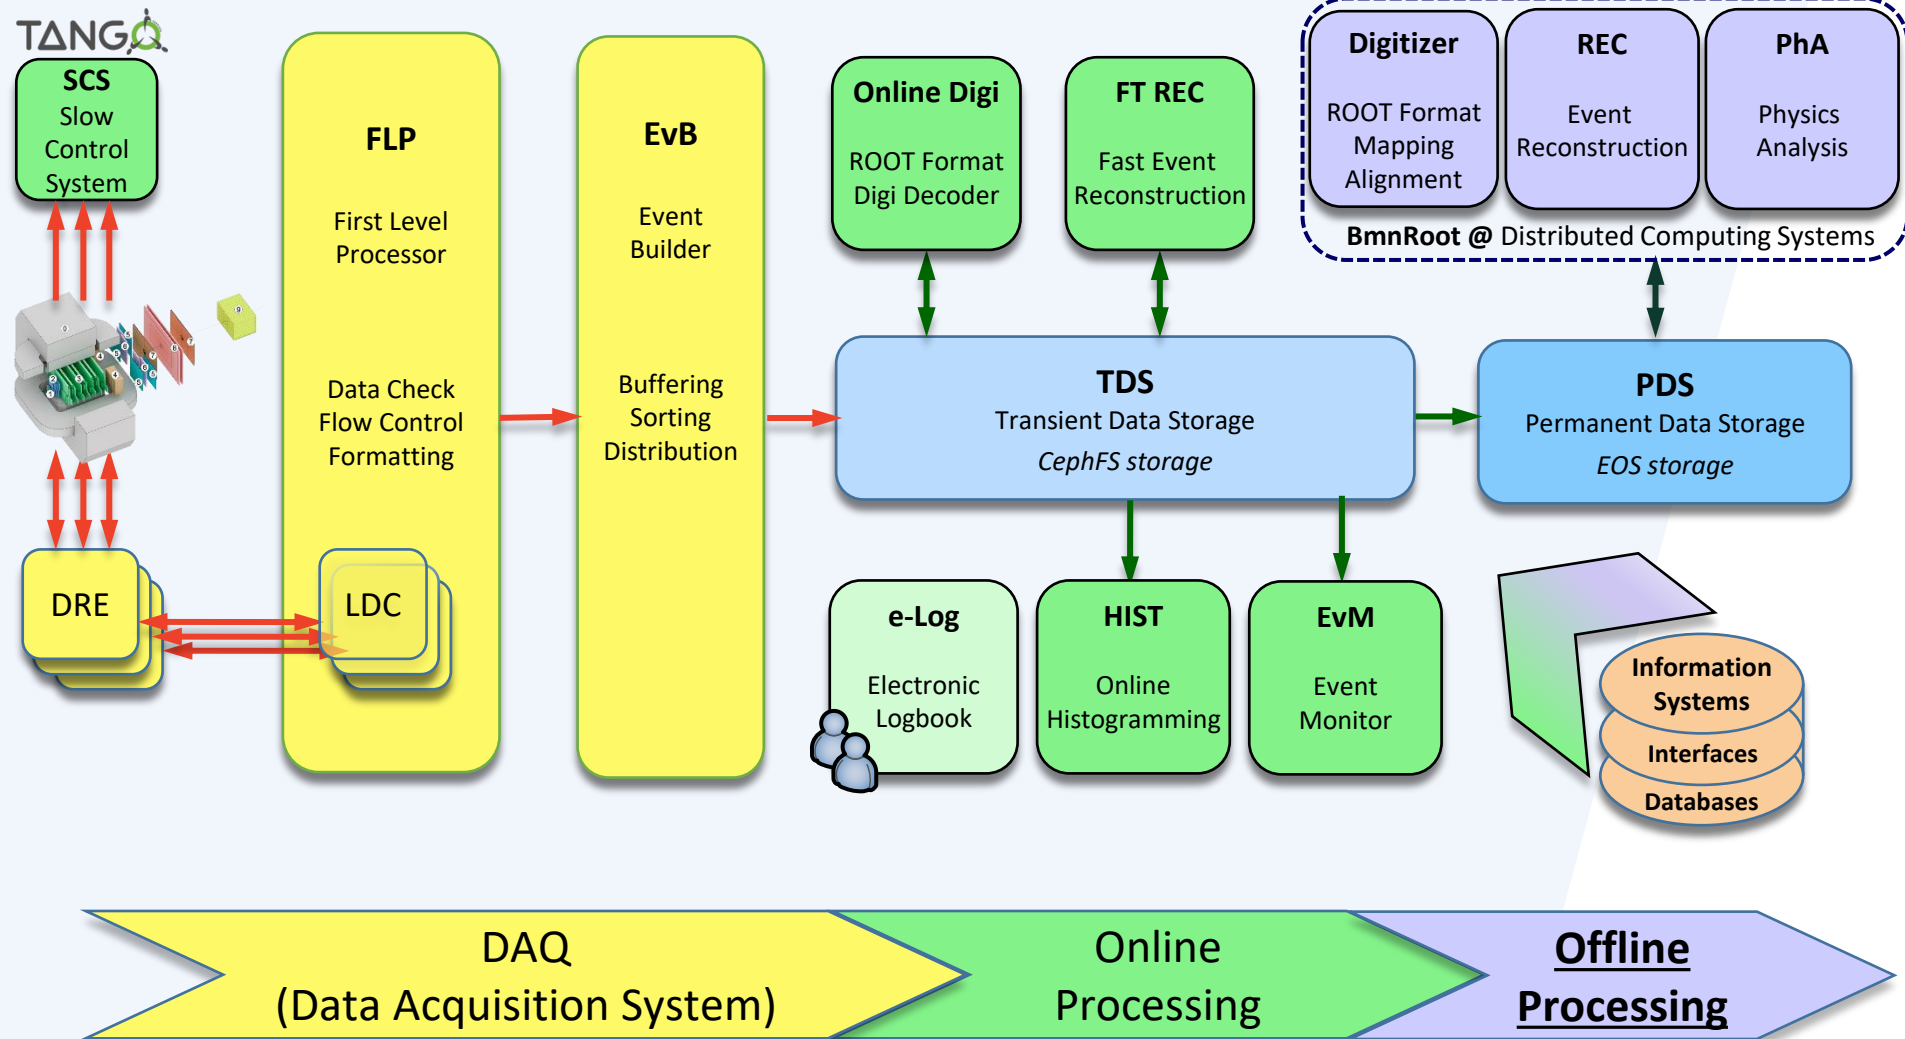 TANGO
SCS
Slow
Control
System
FLP
First Level
Processor
Data Check
Flow Control
Formatting
EvB
Event
Builder
Buffering
Sorting
Distribution
Online Digi
ROOT Format
Digi Decoder
FT REC
Fast Event
Reconstruction
Digitizer
ROOT Format
Mapping
Alignment
REC
Event
Reconstruction
PhA
Physics
Analysis
BmnRoot @ Distributed Computing Systems
TDS
Transient Data Storage
CephFS storage
PDS
Permanent Data Storage
EOS storage
DRE
LDC
e-Log
Electronic
Logbook
HIST
Online
Histogramming
EvM
Event
Monitor
Information
Systems
Interfaces
Databases
DAQ
(Data Acquisition System)
Online
Processing
Offline
Processing